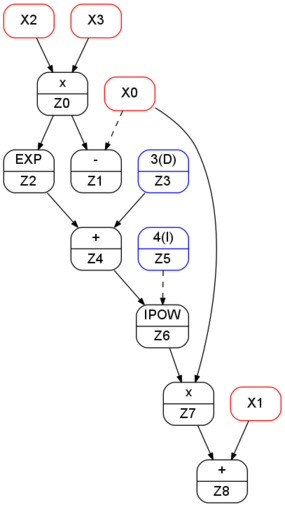 X2 X3
x
Z0
X0
EXP
Z2
-
Z1
3(D)
Z3
+
Z4
4(I)
Z5
IPOW
Z6
x
Z7
X1
+
Z8